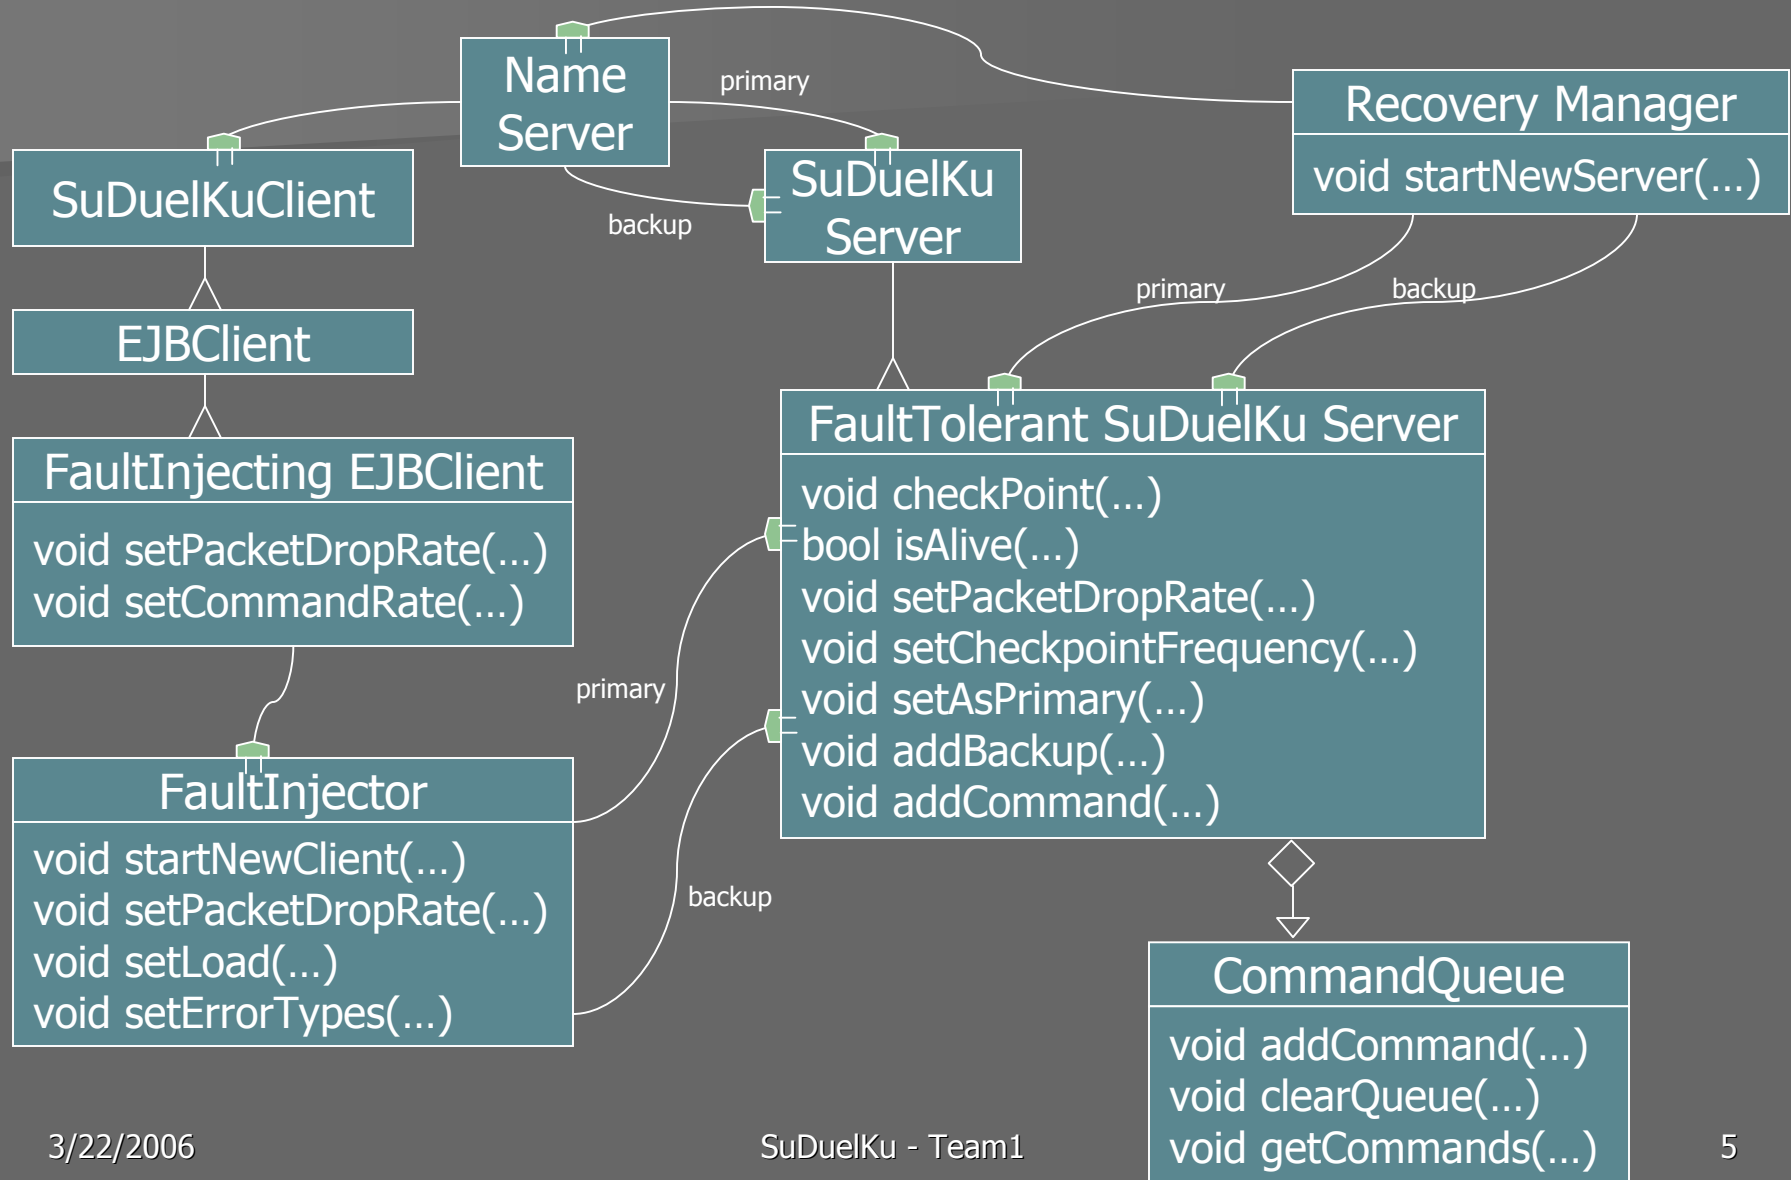 Name
Server
primary
backup
Recovery Manager
void startNewServer(...)
SuDuelKuClient
SuDuelKu
Server
primary
backup
EJBClient
FaultInjecting EJBClient
void setPacketDropRate(...)
void setCommandRate(...)
FaultTolerant SuDuelKu Server
void checkPoint(...)
bool isAlive(...)
void setPacketDropRate(...)
void setCheckpointFrequency(...)
void setAsPrimary(...)
void addBackup(...)
void addCommand(...)
primary
backup
FaultInjector
void startNewClient(...)
void setPacketDropRate(...)
void setLoad(...)
void setErrorTypes(...)
CommandQueue
void addCommand(...)
void clearQueue(...)
void getCommands(...)
3/22/2006
SuDuelKu - Team1
5